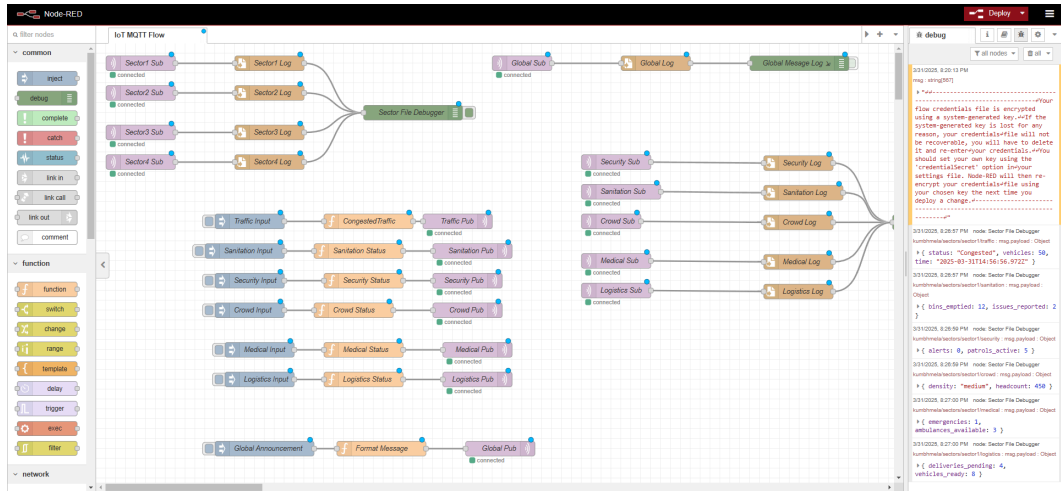 Node-RED
Deploy
filter nodes
IoT MQTT Flow
debug
i
all nodes
all
common
inject
debug
complete
catch
status
link in
link call
link out
comment
function
function
switch
change
range
template
delay
trigger
exec
filter
network
Sector1 Sub
connected
Sector1 Log
Sector2 Sub
connected
Sector2 Log
Sector3 Sub
connected
Sector3 Log
Sector4 Sub
connected
Sector4 Log
Sector File Debugger
Global Sub
connected
Global Log
Global Mesage Log
Security Sub
connected
Security Log
Sanitation Sub
connected
Sanitation Log
Crowd Sub
connected
Crowd Log
Medical Sub
connected
Medical Log
Logistics Sub
connected
Logistics Log
Traffic Input
CongestedTraffic
Traffic Pub
connected
Sanitation Input
Sanitation Status
Sanitation Pub
connected
Security Input
Security Status
Security Pub
connected
Crowd Input
Crowd Status
Crowd Pub
connected
Medical Input
Medical Status
Medical Pub
connected
Logistics Input
Logistics Status
Logistics Pub
connected
Global Announcement
Format Message
Global Pub
connected
3/31/2025, 8:20:13 PM
msg : string[567]
Your
flow credentials file is encrypted
using a system-generated key.↵↵If the
system-generated key is lost for any
reason, your credentials↵file will not
be recoverable, you will have to delete
it and re-enter↵your credentials.↵↵You
should set your own key using the
'credentialSecret' option in↵your
settings file. Node-RED will then re-
encrypt your credentials↵file using
your chosen key the next time you
deploy a change.↵
3/31/2025, 8:26:57 PM node: Sector File Debugger
kumbhmela/sectors/sector1/traffic : msg.payload : Object
{ status: "Congested", vehicles: 50,
time: "2025-03-31T14:56:56.972Z" }
3/31/2025, 8:26:57 PM node: Sector File Debugger
kumbhmela/sectors/sector1/sanitation : msg.payload :
Object
{ bins_emptied: 12, issues_reported: 2
}
3/31/2025, 8:26:59 PM node: Sector File Debugger
kumbhmela/sectors/sector1/security : msg.payload : Object
{ alerts: 0, patrols_active: 5 }
3/31/2025, 8:26:59 PM node: Sector File Debugger
kumbhmela/sectors/sector1/crowd : msg.payload : Object
{ density: "medium", headcount: 450 }
3/31/2025, 8:27:00 PM node: Sector File Debugger
kumbhmela/sectors/sector1/medical : msg.payload : Object
{ emergencies: 1,
ambulances_available: 3 }
3/31/2025, 8:27:00 PM node: Sector File Debugger
kumbhmela/sectors/sector1/logistics : msg.payload : Object
{ deliveries_pending: 4,
vehicles_ready: 8 }